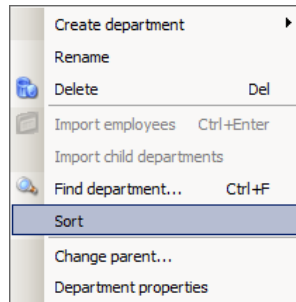 Create department
Rename
Delete Del
Import employees Ctrl+Enter
Import child departments
Find department... Ctrl+F
Sort
Change parent...
Department properties